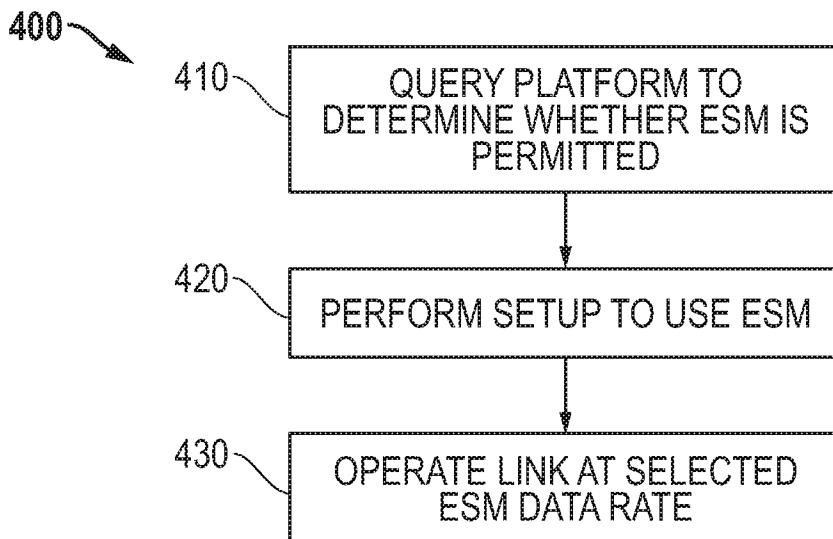 400
410
QUERY PLATFORM TO
DETERMINE WHETHER ESM IS
PERMITTED
420
PERFORM SETUP TO USE ESM
430
OPERATE LINK AT SELECTED
ESM DATA RATE